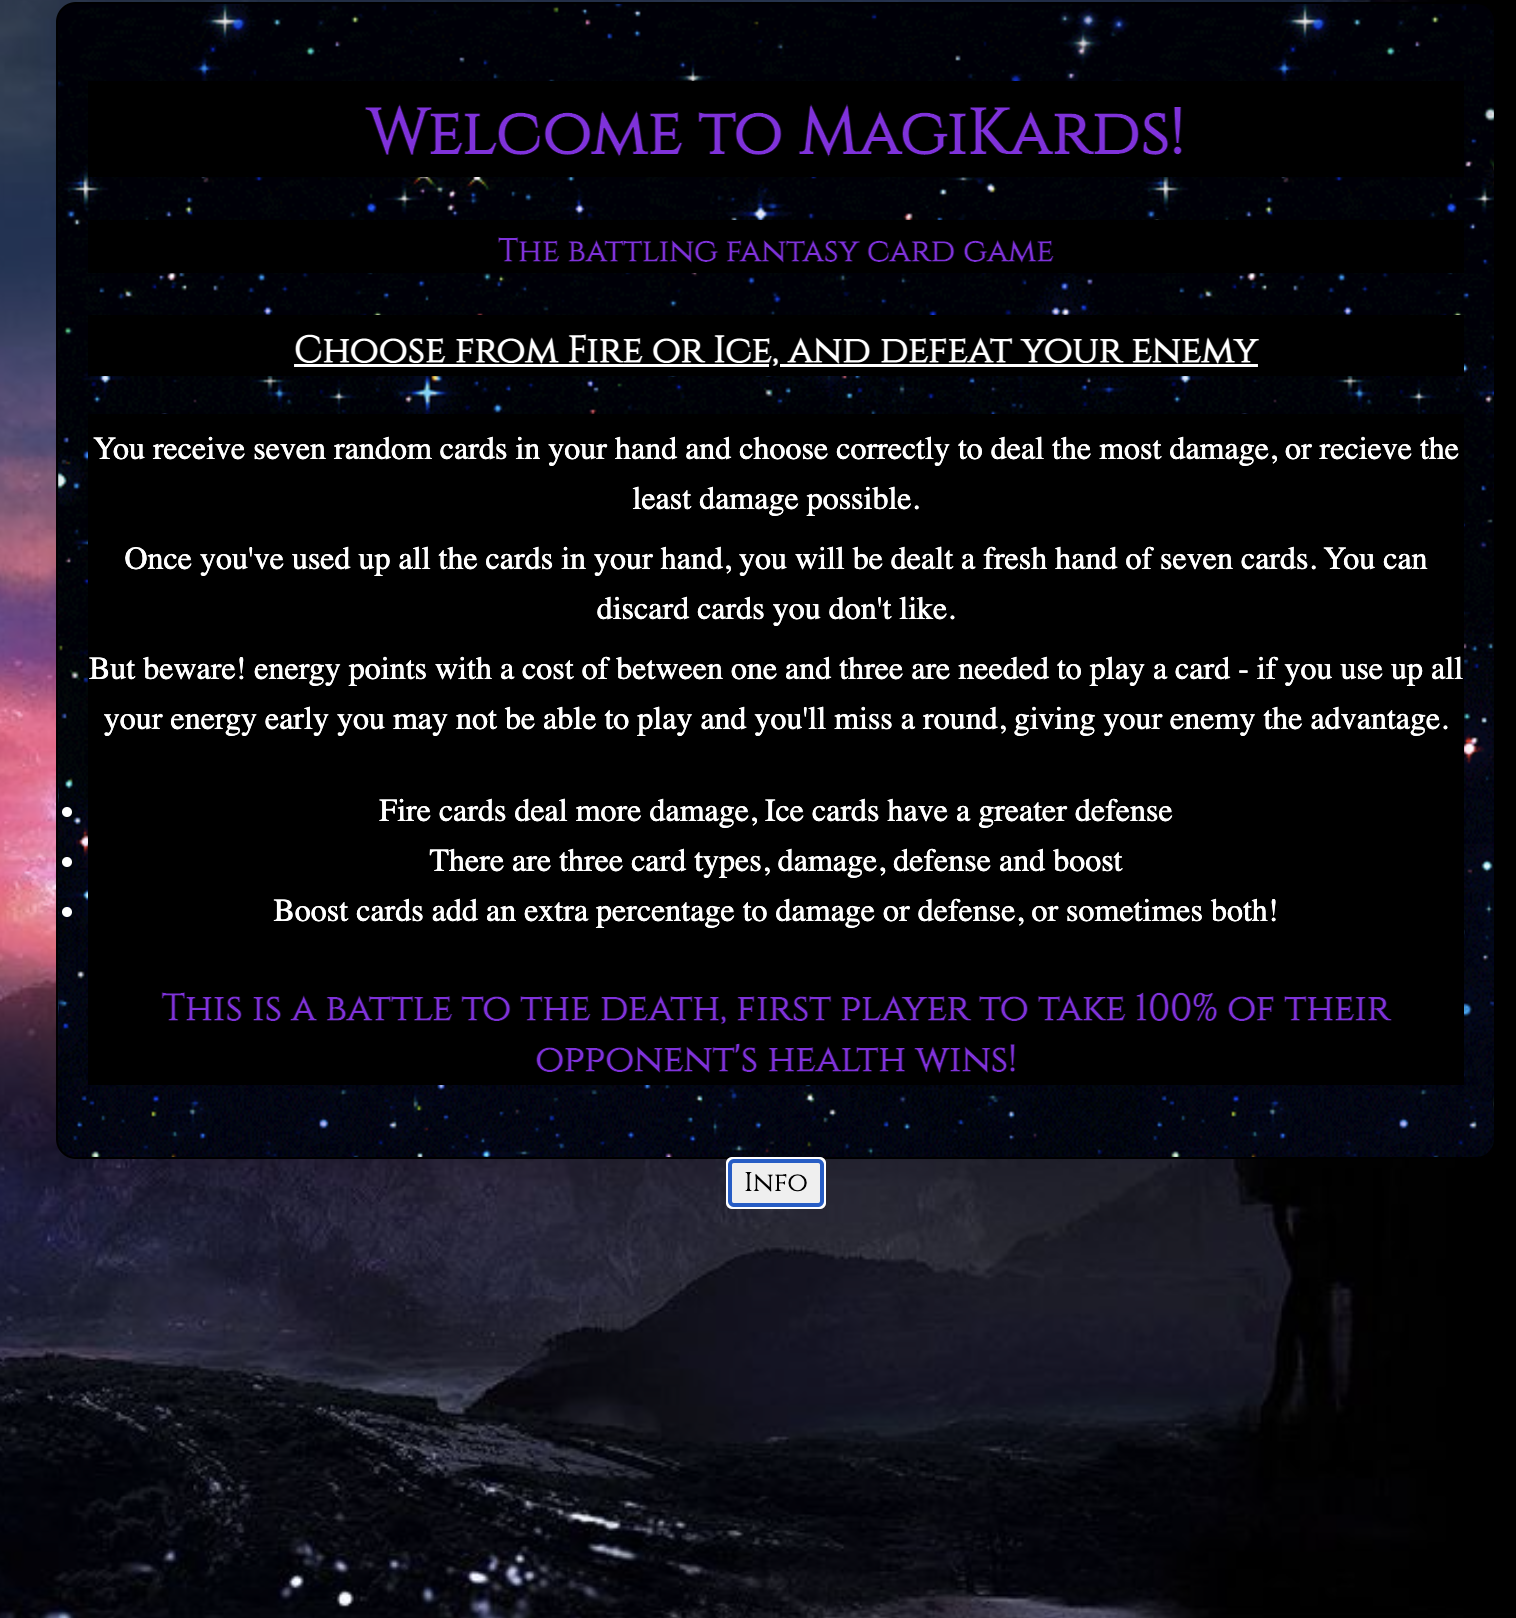 Welcome to MagiKards!
The battling fantasy card game
Choose from Fire or Ice, and defeat your enemy
You receive seven random cards in your hand and choose correctly to deal the most damage, or recieve the
least damage possible.
Once you've used up all the cards in your hand, you will be dealt a fresh hand of seven cards. You can
discard cards you don't like.
But beware! energy points with a cost of between one and three are needed to play a card - if you use up all
your energy early you may not be able to play and you'll miss a round, giving your enemy the advantage.
• Fire cards deal more damage, Ice cards have a greater defense
• There are three card types, damage, defense and boost
• Boost cards add an extra percentage to damage or defense, or sometimes both!
This is a battle to the death, first player to take 100% of their
opponent's health wins!
Info